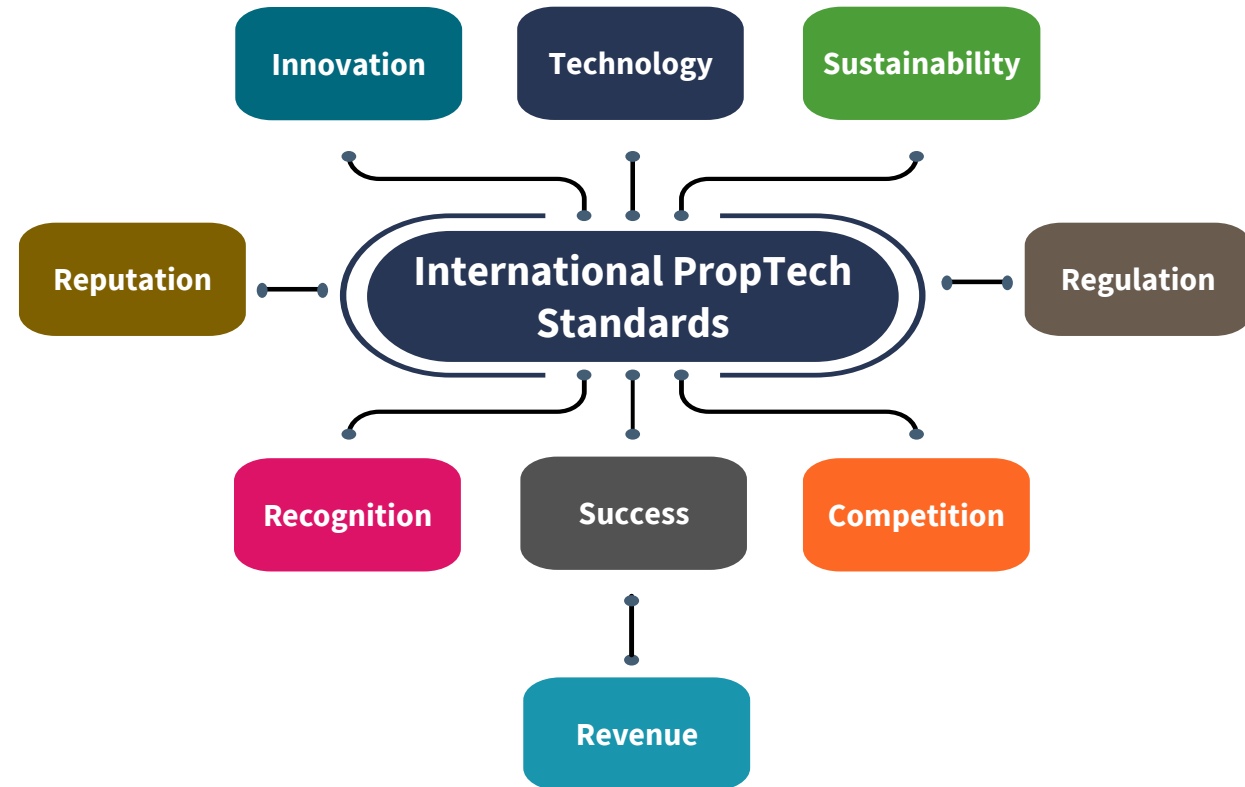 Innovation
Technology
Sustainability
Reputation
International PropTech
Standards
Regulation
Recognition
Success
Competition
Revenue